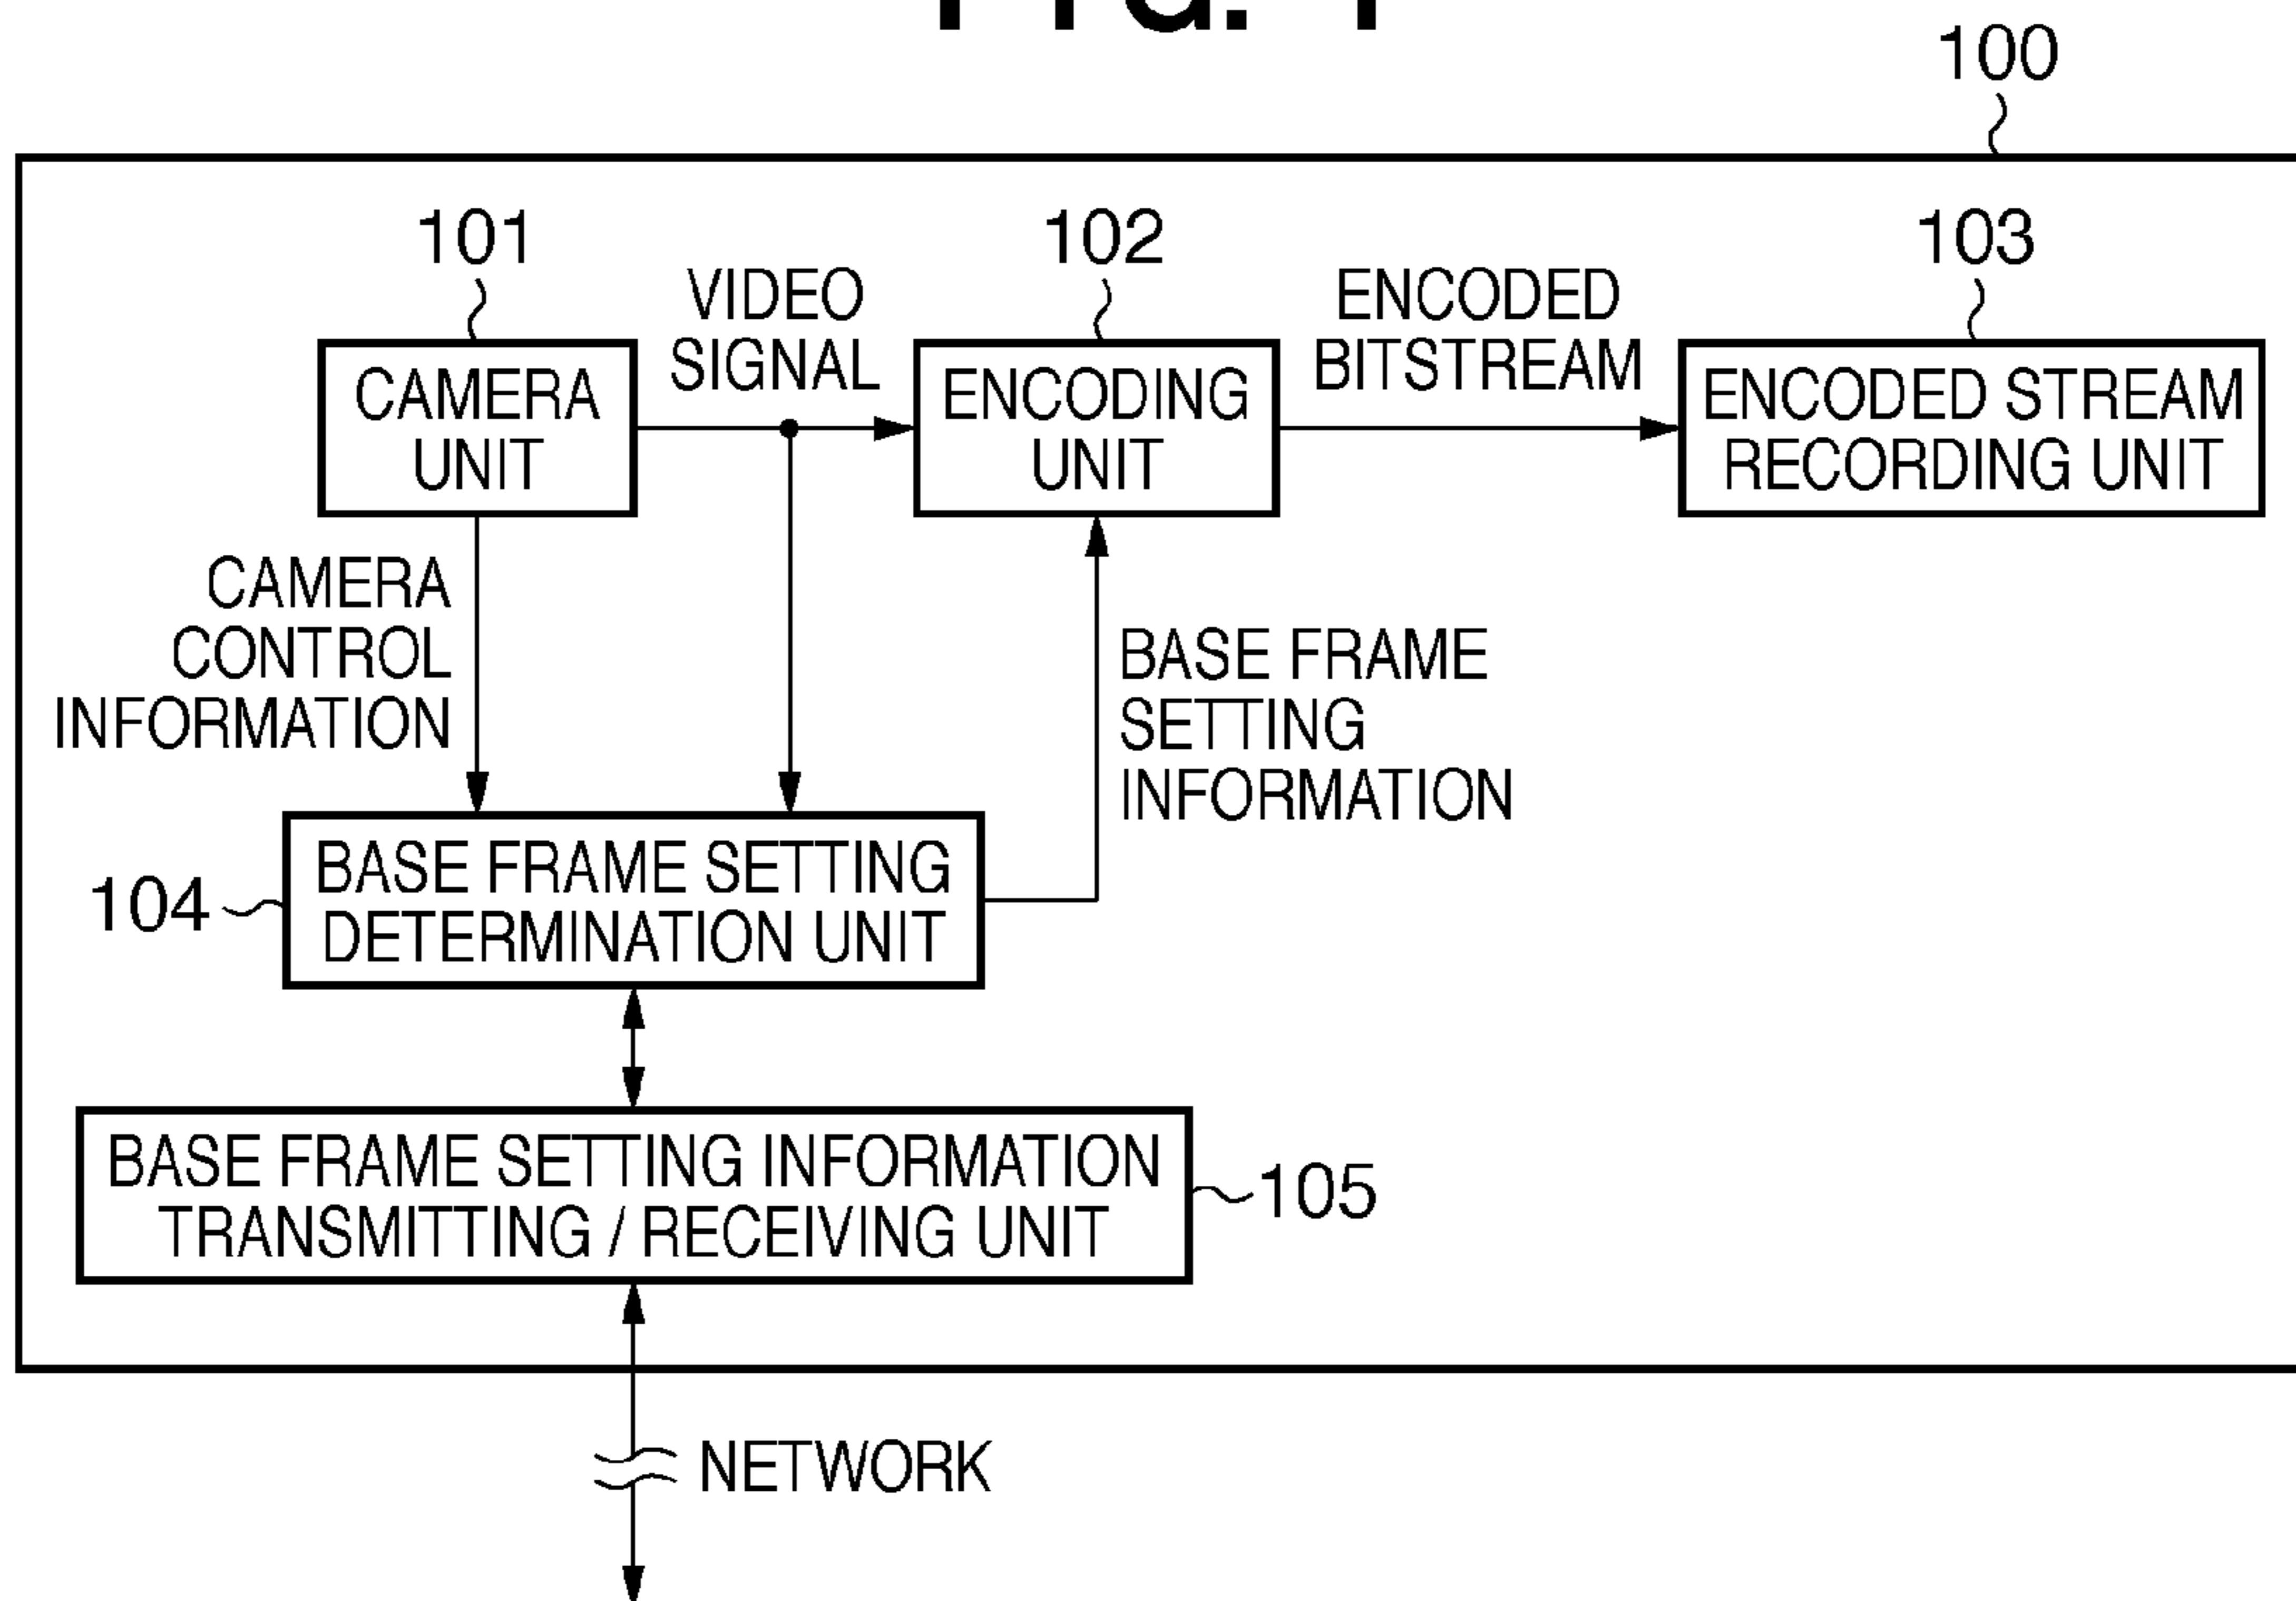 FIG. 1
100
101
102
103
VIDEO
SIGNAL
ENCODED
BITSTREAM
CAMERA
UNIT
ENCODING
UNIT
ENCODED STREAM
RECORDING UNIT
CAMERA
CONTROL
INFORMATION
BASE FRAME
SETTING
INFORMATION
104
BASE FRAME SETTING
DETERMINATION UNIT
BASE FRAME SETTING INFORMATION
TRANSMITTING / RECEIVING UNIT
105
NETWORK